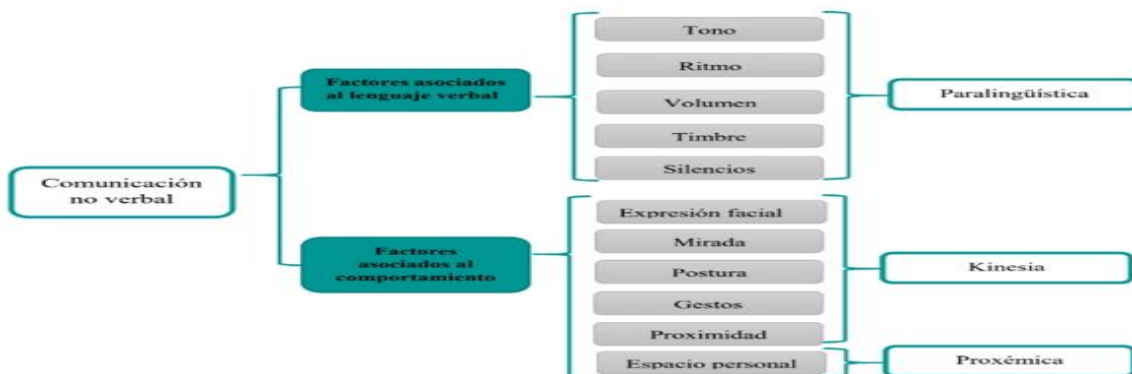 Comunicación
no verbal
Factores asociados
al lenguaje verbal
Tono
Ritmo
Volumen
Timbre
Silencios
Paralingüística
Factores
asociados al
comportamiento
Expresión facial
Mirada
Postura
Gestos
Proximidad
Kinesia
Espacio personal
Proxémica